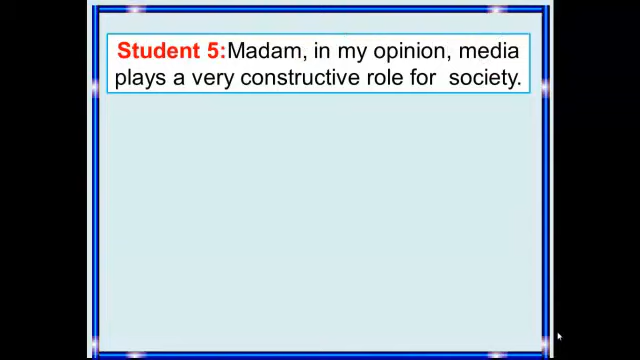 Student 5:Madam, in my opinion, media
plays a very constructive role for  society.